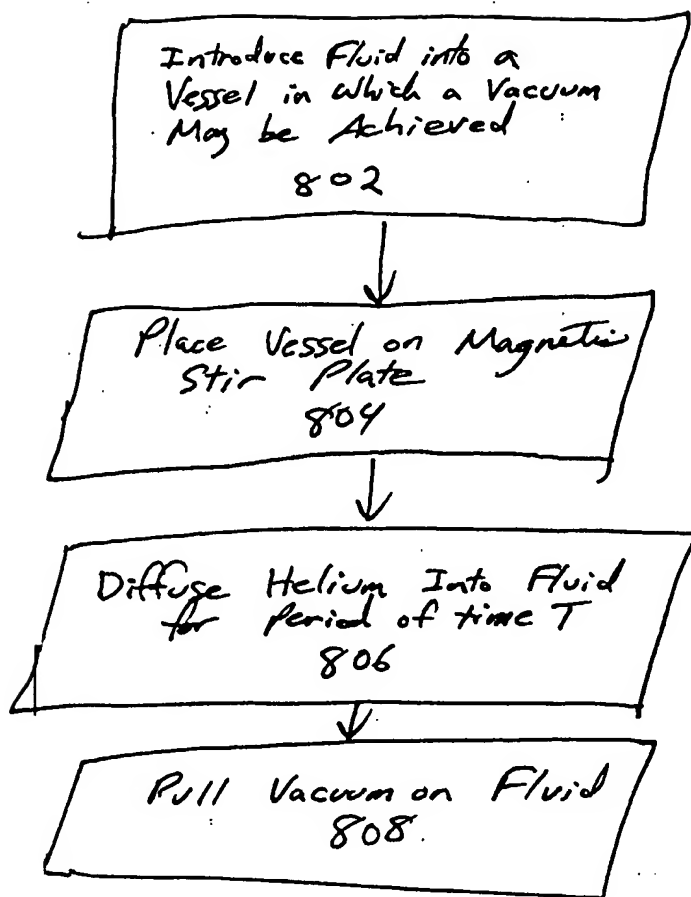 Introduce Fluid into a
Vessel in which a Vacuum
May be Achieved
802
Place Vessel on Magnetic
Stir Plate
804
Diffuse Helium Into Fluid
for period of time T
806
Pull Vacuum on Fluid
808